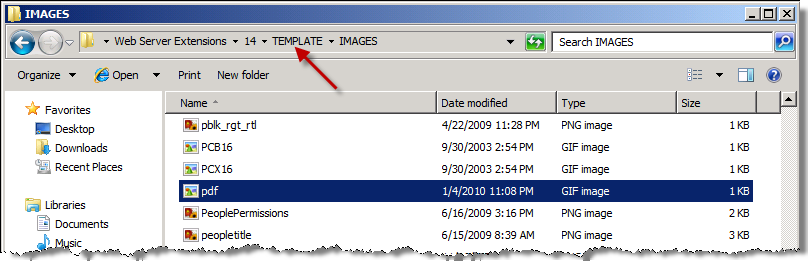 IMAGES
Web Server Extensions 14 TEMPLATE IMAGES Search IMAGES
Organize Open Print New folder
Name Date modified Type Size
Favorites
Desktop
Downloads
Recent Places
Libraries
Documents
Music
pblk_rgt_rtl 4/22/2009 11:28 PM PNG image 1 KB
PCB16 9/30/2003 2:54 PM GIF image 1 KB
PCX16 9/30/2003 2:54 PM GIF image 1 KB
pdf 1/4/2010 11:08 PM GIF image 1 KB
PeoplePermissions 6/16/2009 3:16 PM PNG image 2 KB
peopletitle 6/15/2009 8:39 AM PNG image 3 KB